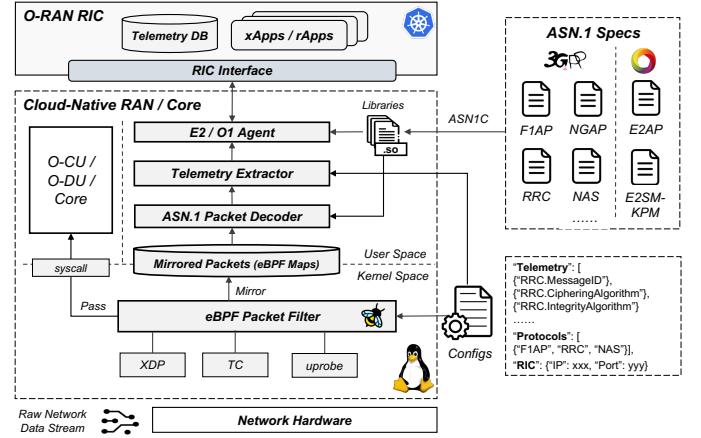 O-RAN RIC
Telemetry DB
xApps / rApps
RIC Interface
Cloud-Native RAN / Core
O-CU /
O-DU /
Core
E2 / O1 Agent
Telemetry Extractor
ASN.1 Packet Decoder
Mirrored Packets (eBPF Maps)
Libraries
.so
ASN1C
User Space
Kernel Space
syscall
Pass
Mirror
eBPF Packet Filter
XDP
TC
uprobe
Configs
Raw Network
Data Stream
Network Hardware
ASN.1 Specs
3GPP
F1AP
NGAP
E2AP
RRC
NAS
E2SM-
KPM
......
"Telemetry": [
{"RRC.MessageID"},
{"RRC.CipheringAlgorithm"},
{"RRC.IntegrityAlgorithm"}
......
"Protocols": [
{"F1AP", "RRC", "NAS"}],
"RIC": {"IP": xxx, "Port": yyy}